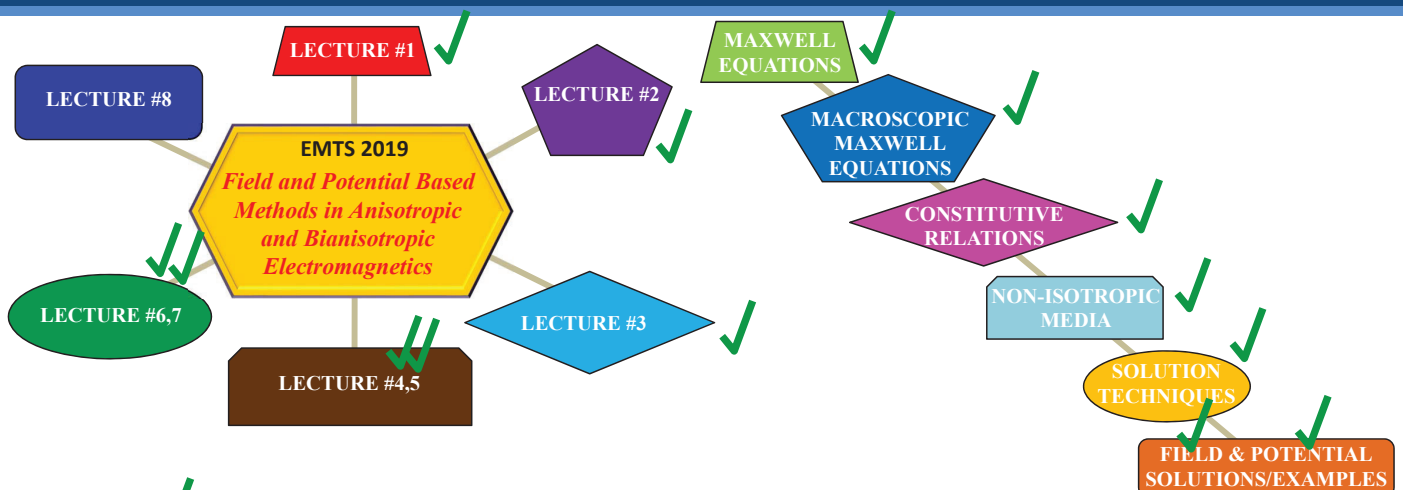 LECTURE #1
LECTURE #8
LECTURE #2
EMTS 2019
Field and Potential Based
Methods in Anisotropic
and Bianisotropic
Electromagnetics
LECTURE #6,7
LECTURE #3
LECTURE #4,5
MAXWELL
EQUATIONS
MACROSCOPIC
MAXWELL
EQUATIONS
CONSTITUTIVE
RELATIONS
NON-ISOTROPIC
MEDIA
SOLUTION
TECHNIQUES
FIELD & POTENTIAL
SOLUTIONS/EXAMPLES